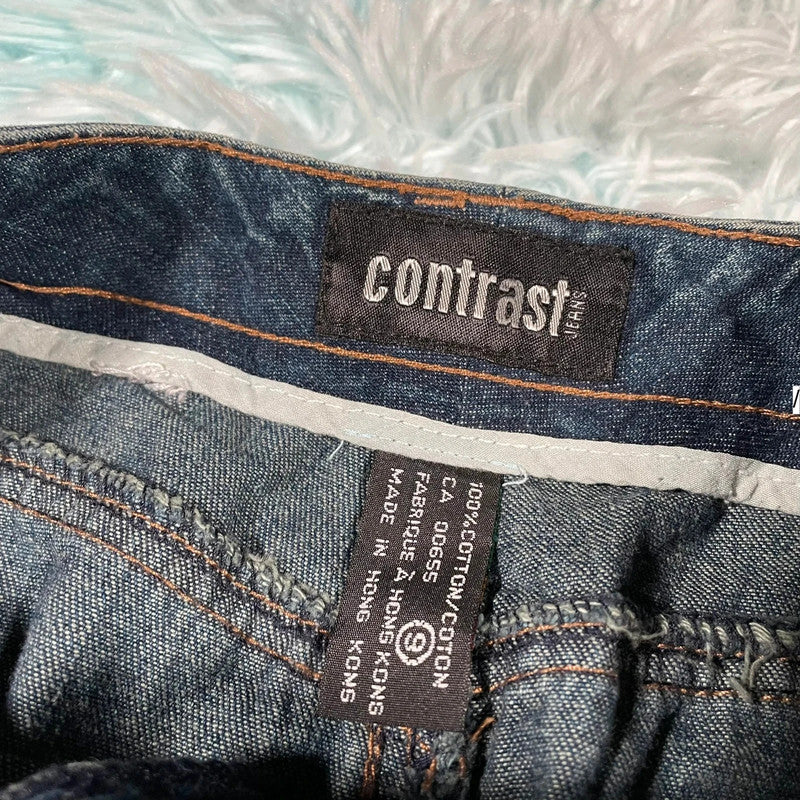 contrast
JEANS
100% COTTON/COTON
CA 00655
FABRIQUE À HONG KONG
MADE IN HONG KONG
9